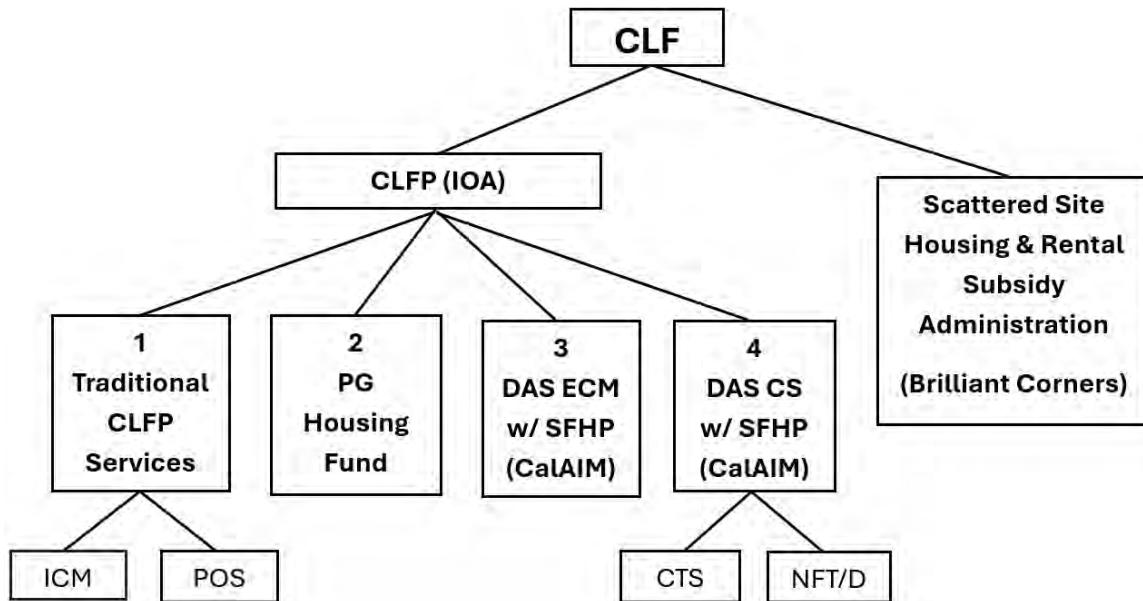 CLF
CLFP (IOA)
Scattered Site
Housing & Rental
Subsidy
Administration
(Brilliant Corners)
1
Traditional
CLFP
Services
2
PG
Housing
Fund
3
DAS ECM
w/ SFHP
(CalAIM)
4
DAS CS
w/ SFHP
(CalAIM)
ICM
POS
CTS
NFT/D